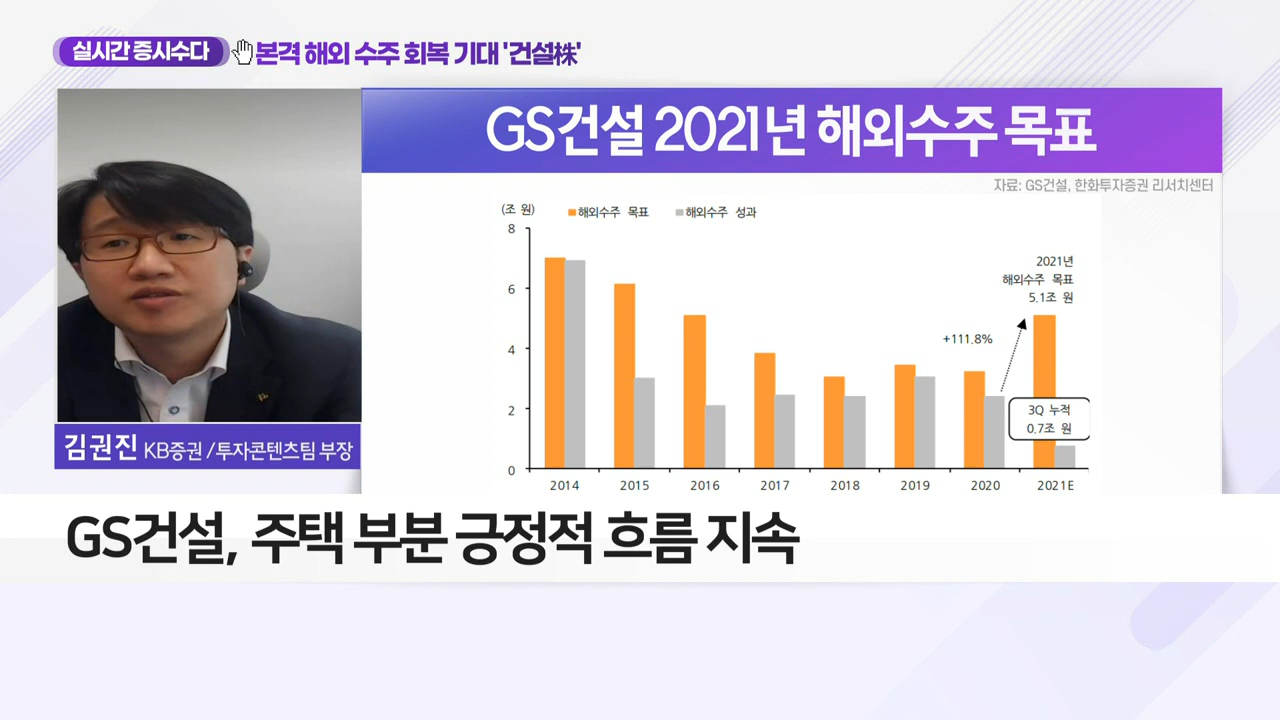 실시간 증시수다
본격 해외 수주 회복 기대 '건설株'
GS건설 2021년 해외수주 목표
자료: GS건설, 한화투자증권 리서치센터
(조 원)
해외수주 목표 해외수주 성과
8
6
4
2
0
2021년
해외수주 목표
5.1조 원
+111.8%
3Q 누적
0.7조 원
2014 2015 2016 2017 2018 2019 2020 2021E
김권진 KB증권 / 투자콘텐츠팀 부장
GS건설, 주택 부분 긍정적 흐름 지속